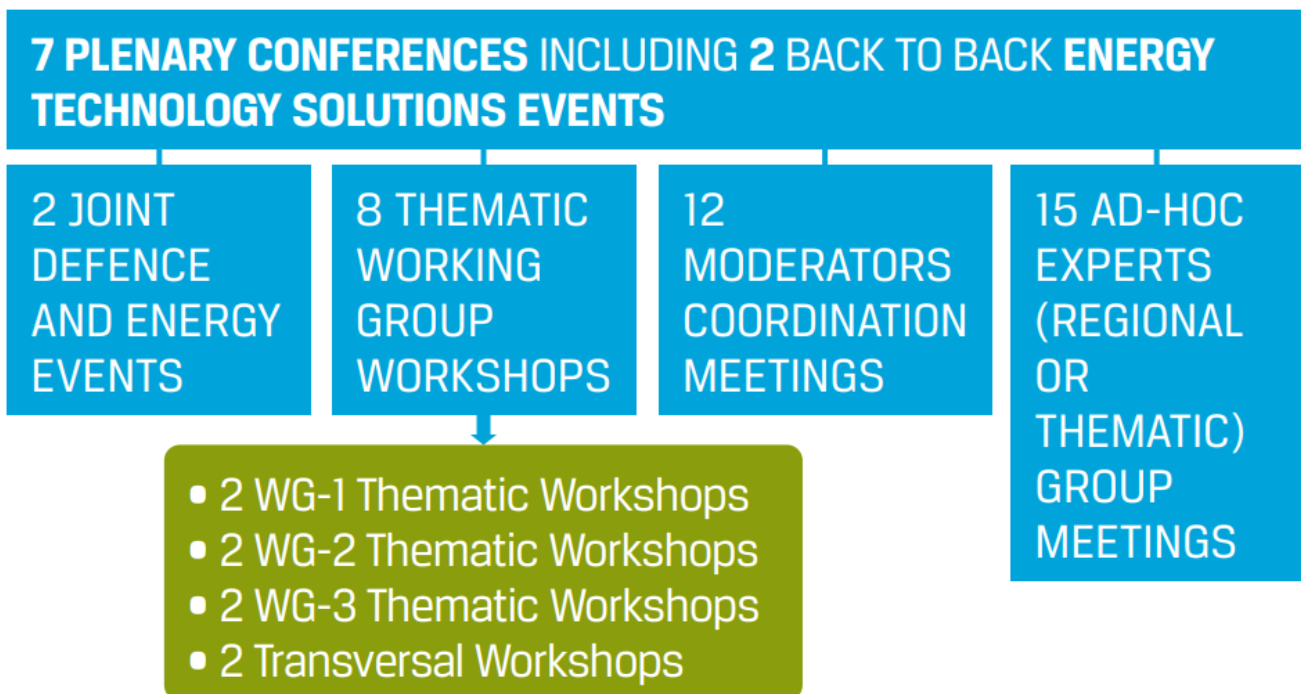 7 PLENARY CONFERENCES INCLUDING 2 BACK TO BACK ENERGY
TECHNOLOGY SOLUTIONS EVENTS
2 JOINT
DEFENCE
AND ENERGY
EVENTS
8 THEMATIC
WORKING
GROUP
WORKSHOPS
12
MODERATORS
COORDINATION
MEETINGS
15 AD-HOC
EXPERTS
(REGIONAL
OR
THEMATIC)
GROUP
MEETINGS
• 2 WG-1 Thematic Workshops
• 2 WG-2 Thematic Workshops
• 2 WG-3 Thematic Workshops
• 2 Transversal Workshops